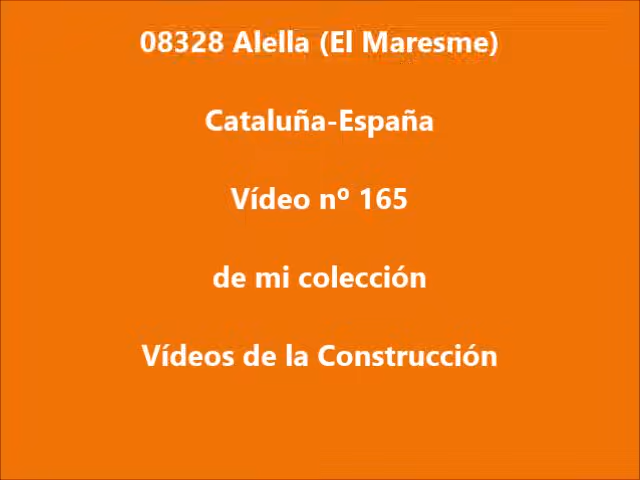 08328 Alella (El Maresme)
Cataluña-España
Vídeo nº 165
de mi colección
Vídeos de la Construcción